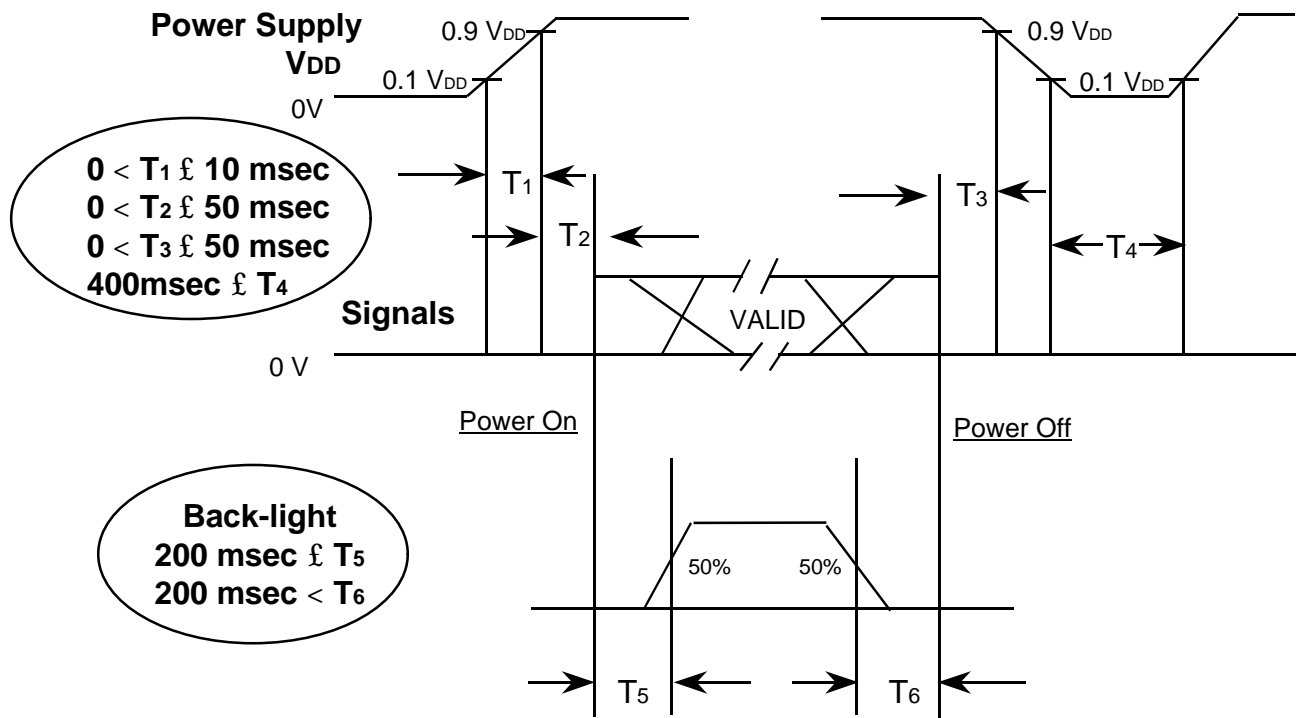 Power Supply
VDD
0.9 VDD
0.1 VDD
0V
0.9 VDD
0.1 VDD
0 < T1 £ 10 msec
0 < T2 £ 50 msec
0 < T3 £ 50 msec
400msec £ T4
T1
T2
T3
T4
Signals
VALID
0 V
Power On
Power Off
Back-light
200 msec £ T5
200 msec < T6
50%
50%
T5
T6